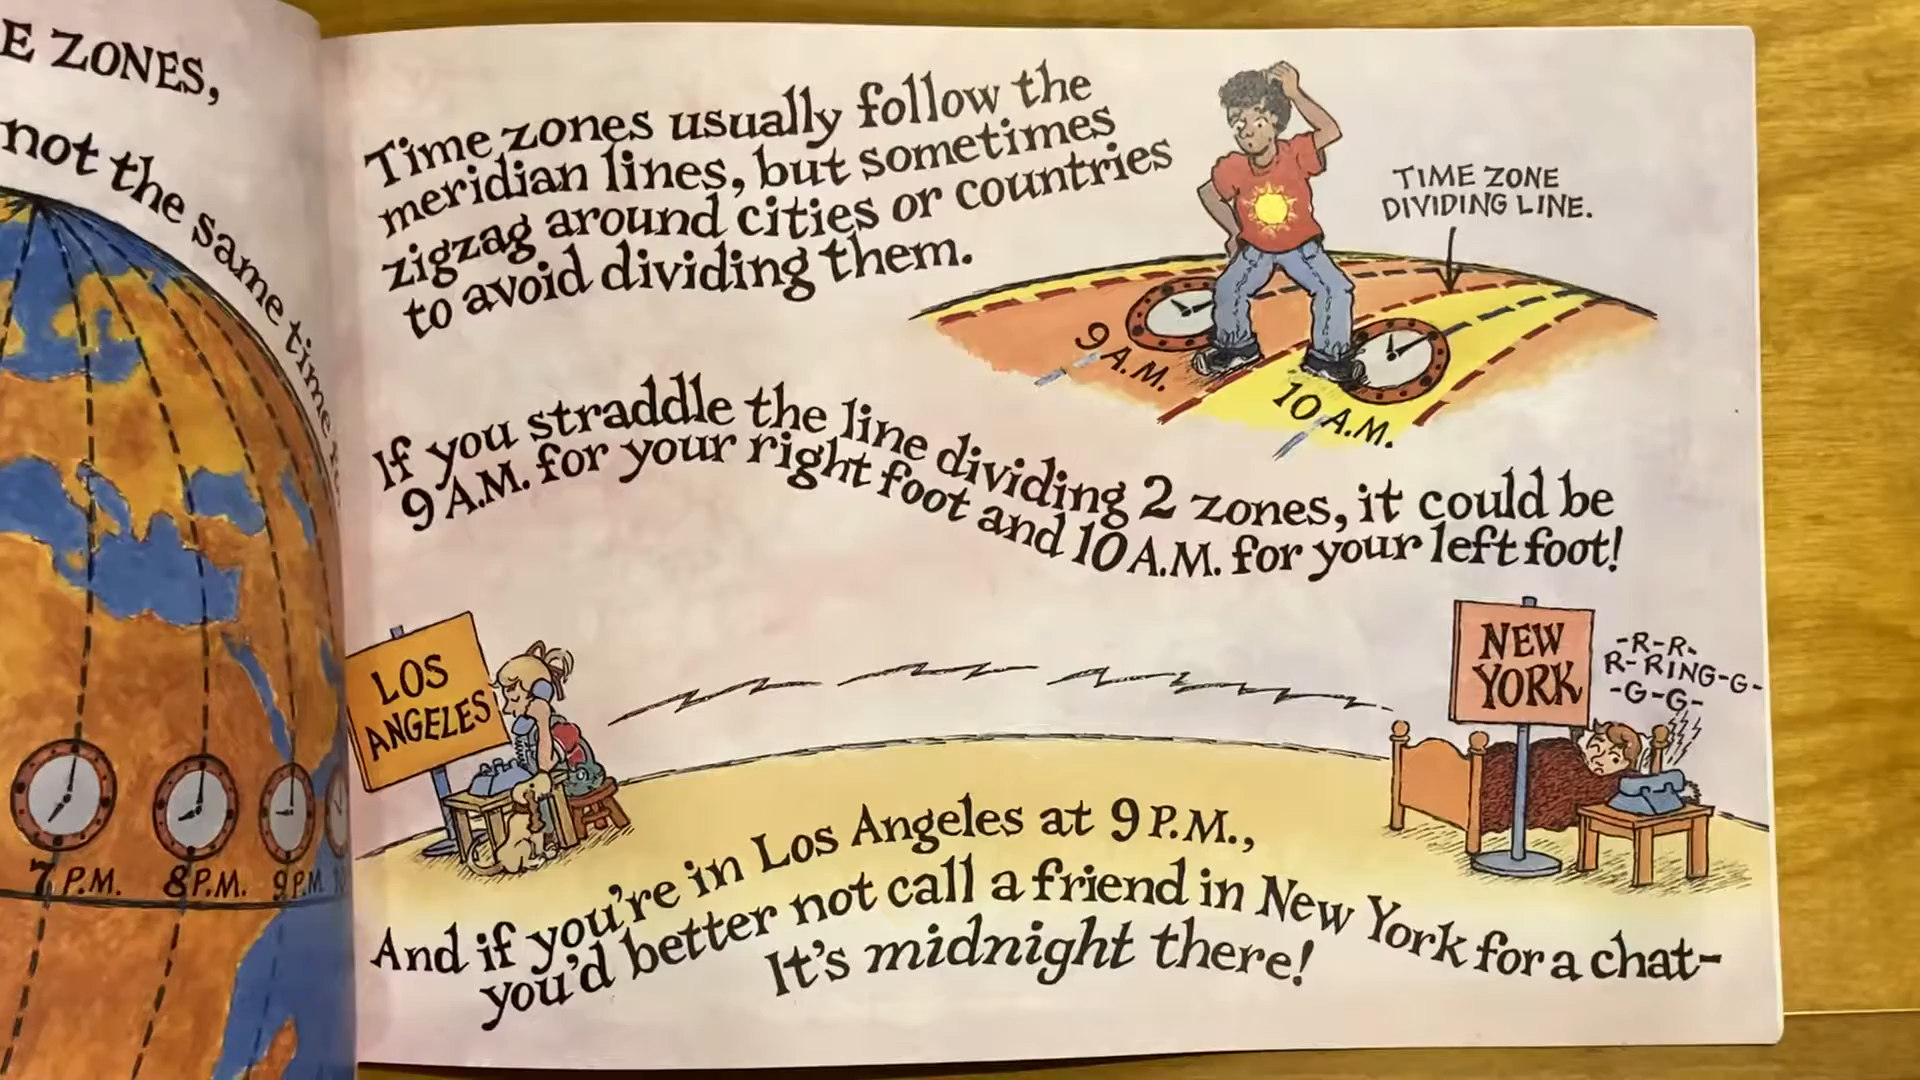 E ZONES,
not the same time
7 P.M. 8 P.M. 9 P.M
Time zones usually follow the
meridian lines, but sometimes
zigzag around cities or countries
to avoid dividing them.
TIME ZONE
DIVIDING LINE.
9 A.M.
10 A.M.
If you straddle the line dividing 2 zones, it could be
9 A.M. for your right foot and 10 A.M. for your left foot!
LOS
ANGELES
NEW
YORK
-R-R-
R-RING-G-
-G-G-
And if you're in Los Angeles at 9 P.M.,
you'd better not call a friend in New York for a chat-
It's midnight there!